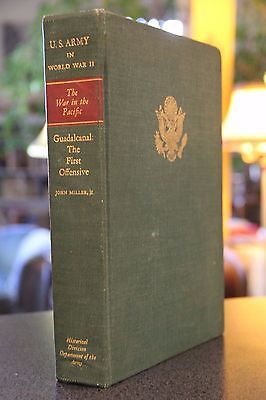 U.S. ARMY
IN
WORLD WAR II
The
War in the
Pacific
Guadalcanal:
The
First
Offensive
JOHN MILLER, jr.
Historical
Division
Department of the
Army